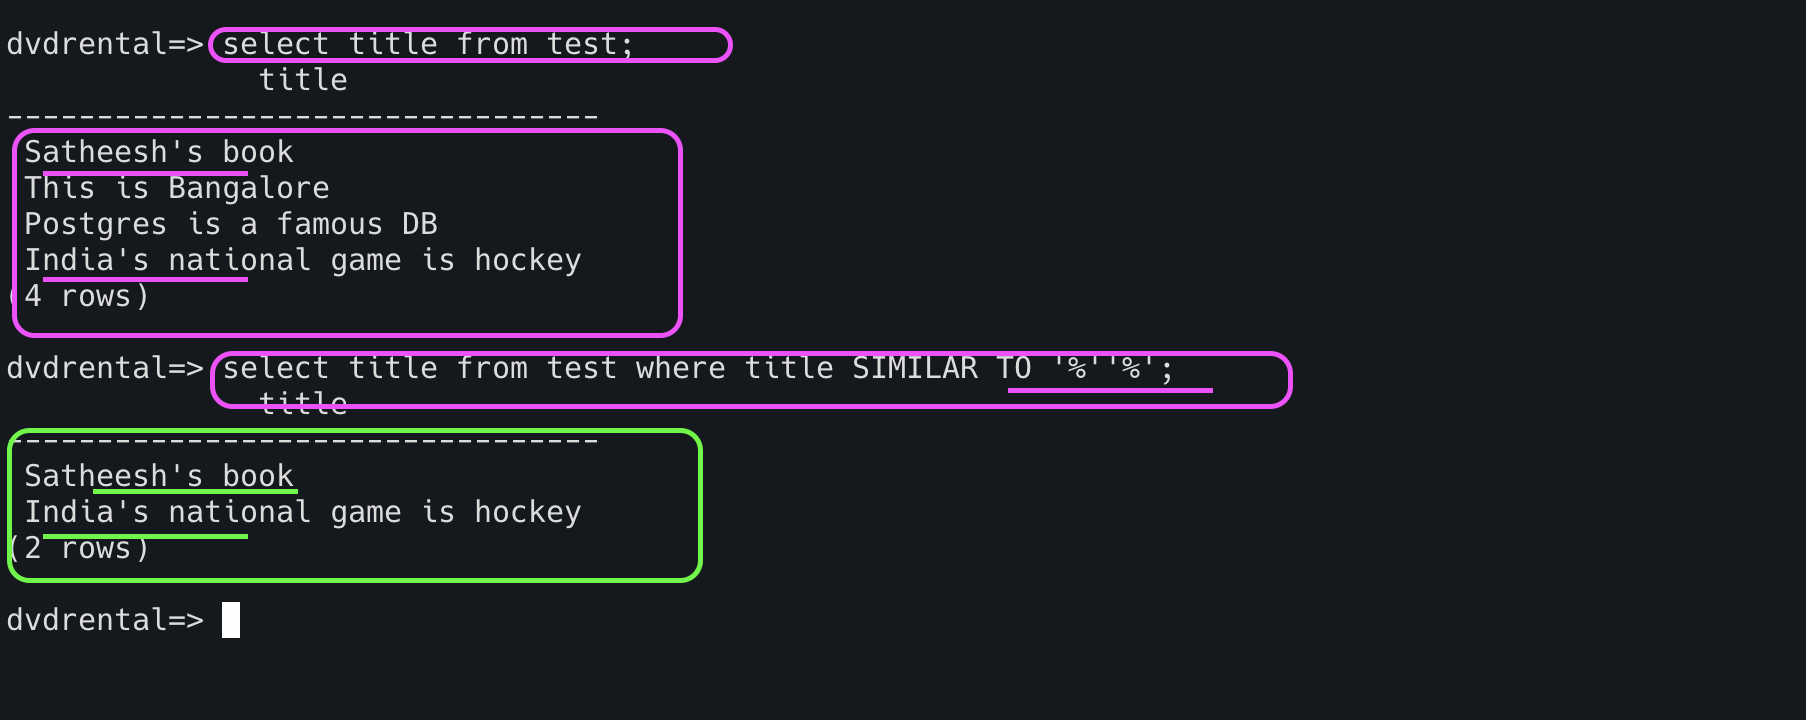 dvdrental=> select title from test;
title
---------------------------------
Satheesh's book
This is Bangalore
Postgres is a famous DB
India's national game is hockey
(4 rows)
dvdrental=> select title from test where title SIMILAR TO '%''%';
title
---------------------------------
Satheesh's book
India's national game is hockey
(2 rows)
dvdrental=>